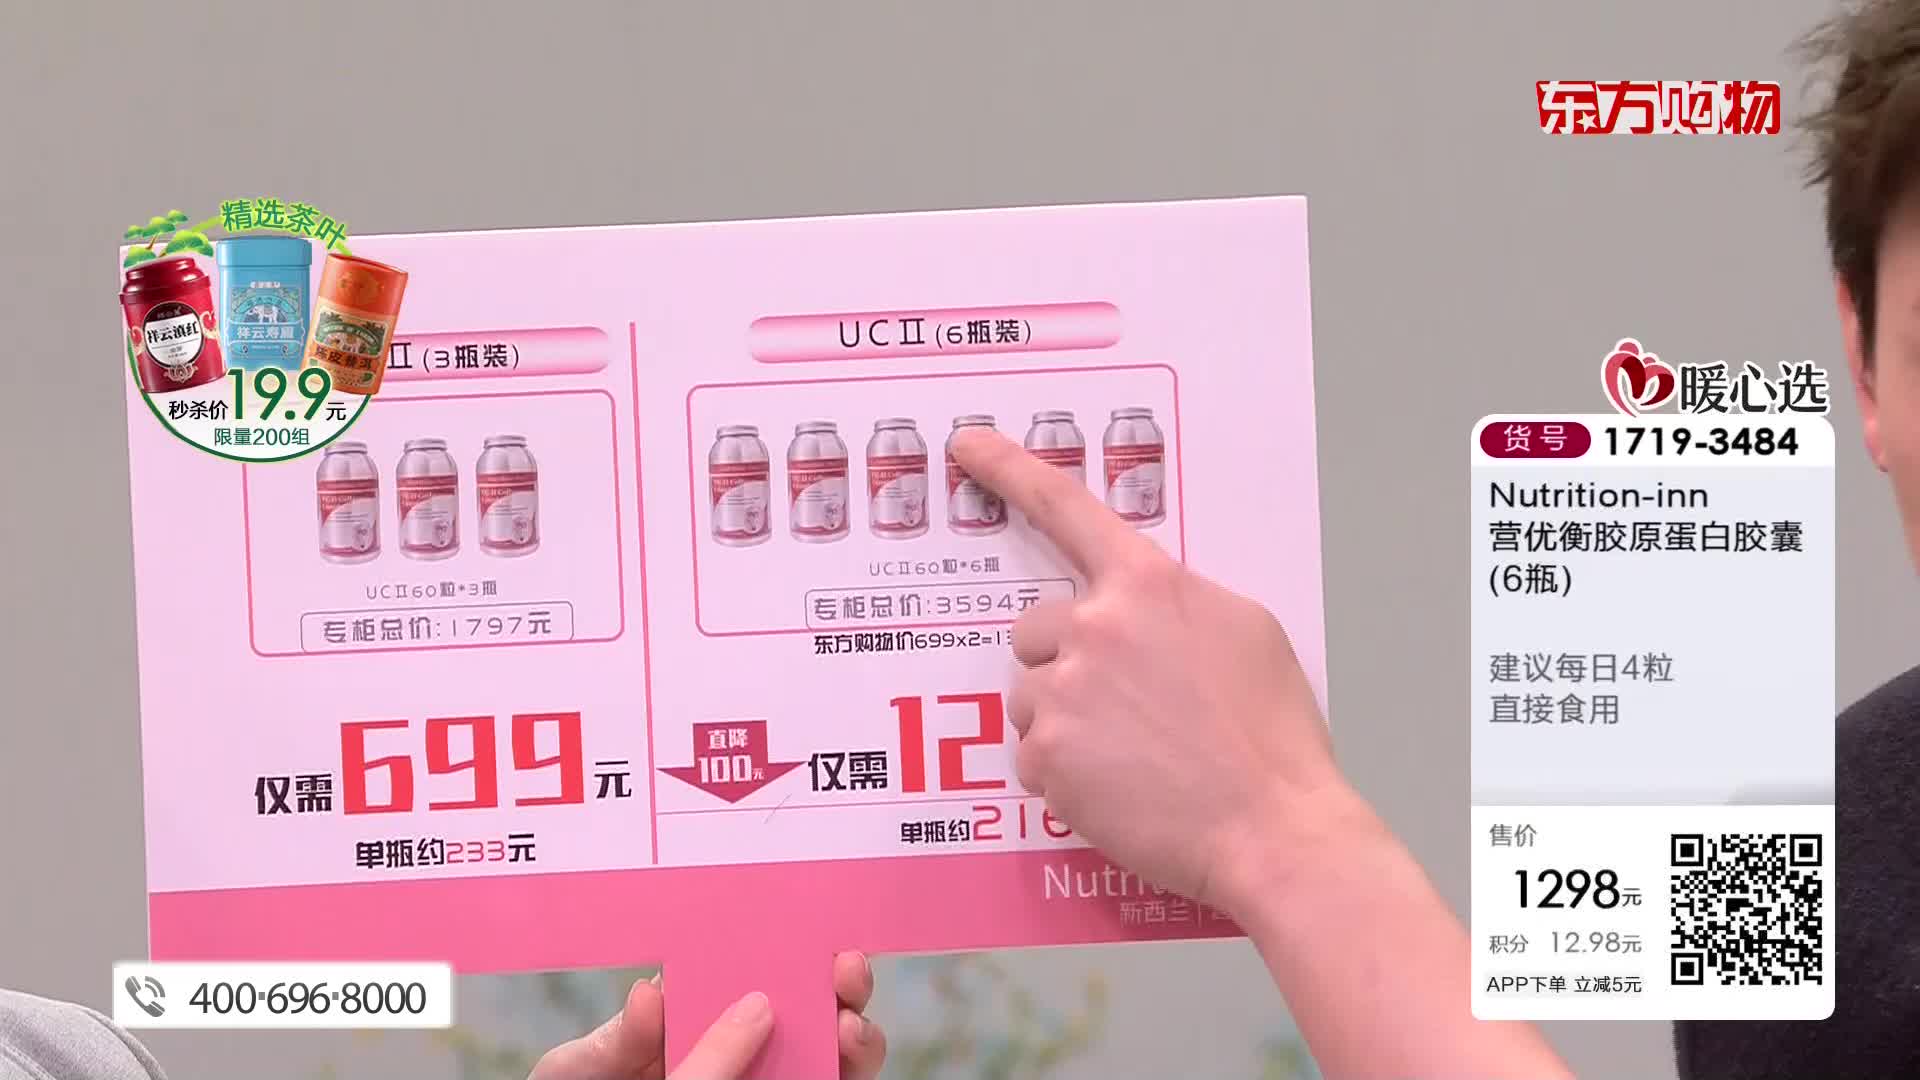 东方购物
精选茶叶
祥云滇红
祥云寿眉
秒杀价19.9元
限量200组
II (3瓶装)
UCII60粒*3瓶
专柜总价:1797元
仅需699元
单瓶约233元
UCII (6瓶装)
UCII60粒*6瓶
专柜总价:3594元
东方购物价699x2=1
直降
100元
仅需12
单瓶约216
新西兰
暖心选
货号 1719-3484
Nutrition-inn
营优衡胶原蛋白胶囊
(6瓶)
建议每日4粒
直接食用
售价
1298元
积分 12.98元
APP下单 立减5元
400·696·8000